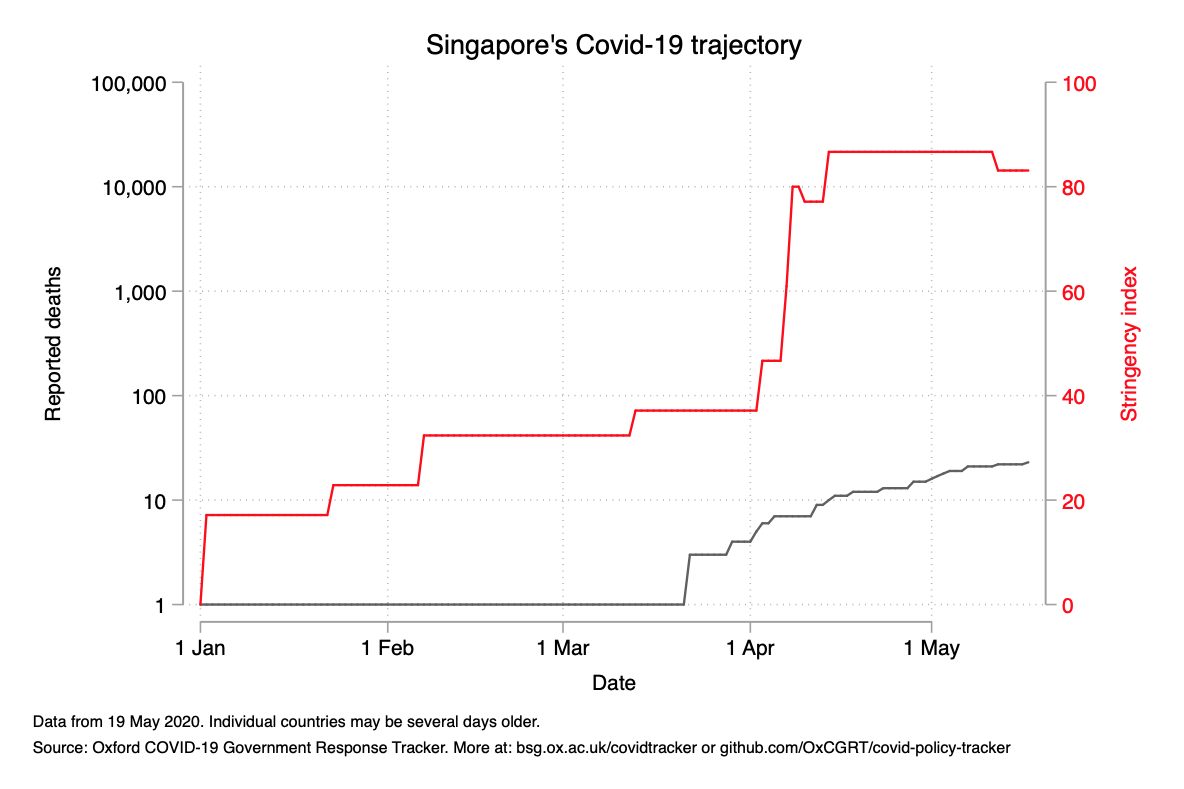 Singapore's Covid-19 trajectory
100,000
10,000
1,000
100
10
1
Reported deaths
100
80
60
40
20
0
Stringency index
1 Jan
1 Feb
1 Mar
1 Apr
1 May
Date
Data from 19 May 2020. Individual countries may be several days older.
Source: Oxford COVID-19 Government Response Tracker. More at: bsg.ox.ac.uk/covidtracker or github.com/OxCGRT/covid-policy-tracker